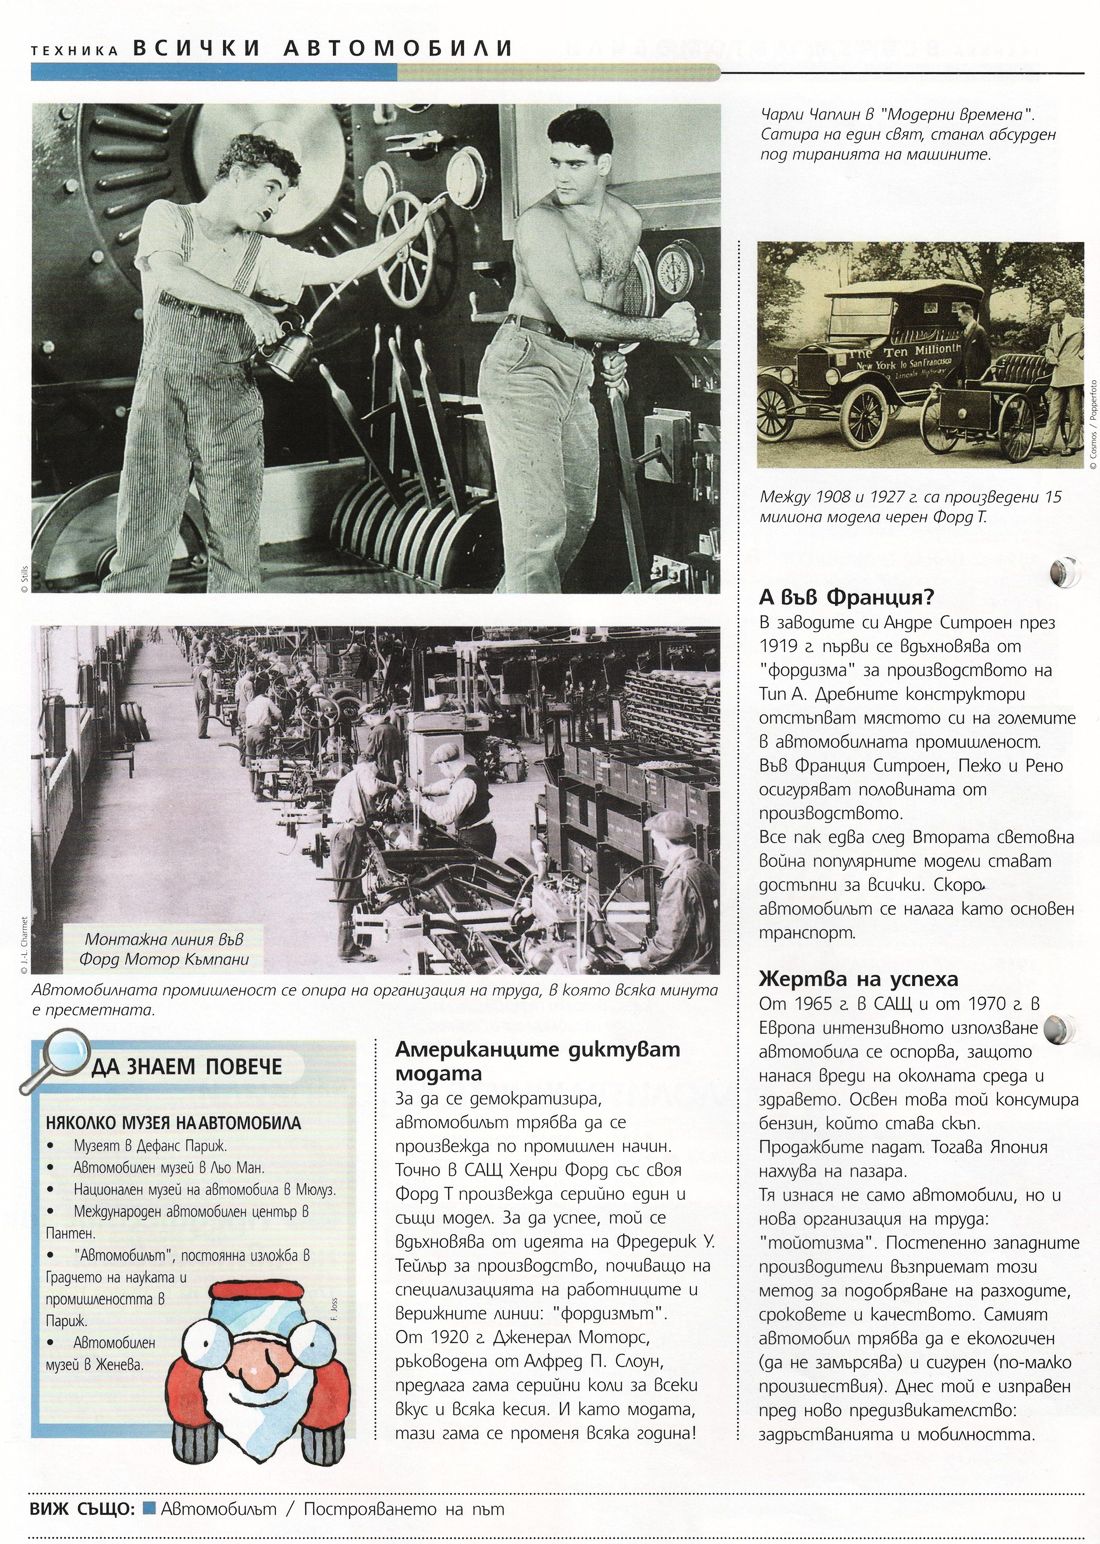 ТЕХНИКА ВСИЧКИ АВТОМОБИЛИ
Чарли Чаплин в "Модерни времена".
Сатира на един свят, станал абсурден
под тиранията на машините.
© Stills
The Ten Millionth
New York to San Francisco
Lincoln Highway
© Cosmos / Popperfoto
Между 1908 и 1927 г. са произведени 15
милиона модела черен Форд Т.
© J.-L. Charmet
Монтажна линия във
Форд Мотор Къмпани
Автомобилната промишленост се опира на организация на труда, в която всяка минута
е пресметната.
ДА ЗНАЕМ ПОВЕЧЕ
НЯКОЛКО МУЗЕЯ НА АВТОМОБИЛА
• Музеят в Дефанс Париж.
• Автомобилен музей в Льо Ман.
• Национален музей на автомобила в Мюлуз.
• Международен автомобилен център в
Пантен.
• "Автомобилът", постоянна изложба в
Градчето на науката и
промишлеността в
Париж.
• Автомобилен
музей в Женева.
F. Joss
Американците диктуват
модата
За да се демократизира,
автомобилът трябва да се
произвежда по промишлен начин.
Точно в САЩ Хенри Форд със своя
Форд Т произвежда серийно един и
същи модел. За да успее, той се
вдъхновява от идеята на Фредерик У.
Тейлър за производство, почиващо на
специализацията на работниците и
верижните линии: "фордизмът".
От 1920 г. Дженерал Моторс,
ръководена от Алфред П. Слоун,
предлага гама серийни коли за всеки
вкус и всяка кесия. И като модата,
тази гама се променя всяка година!
А във Франция?
В заводите си Андре Ситроен през
1919 г. първи се вдъхновява от
"фордизма" за производството на
Тип А. Дребните конструктори
отстъпват мястото си на големите
в автомобилната промишленост.
Във Франция Ситроен, Пежо и Рено
осигуряват половината от
производството.
Все пак едва след Втората световна
война популярните модели стават
достъпни за всички. Скоро
автомобилът се налага като основен
транспорт.
Жертва на успеха
От 1965 г. в САЩ и от 1970 г. в
Европа интензивното използване
автомобила се оспорва, защото
нанася вреди на околната среда и
здравето. Освен това той консумира
бензин, който става скъп.
Продажбите падат. Тогава Япония
нахлува на пазара.
Тя изнася не само автомобили, но и
нова организация на труда:
"тойотизма". Постепенно западните
производители възприемат този
метод за подобряване на разходите,
сроковете и качеството. Самият
автомобил трябва да е екологичен
(да не замърсява) и сигурен (по-малко
произшествия). Днес той е изправен
пред ново предизвикателство:
задръстванията и мобилността.
ВИЖ СЪЩО: Автомобилът / Построяването на път